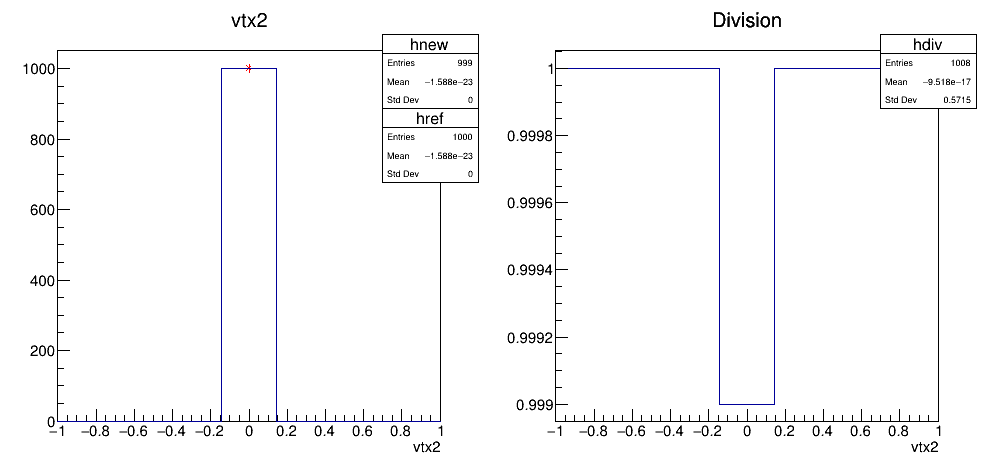 vtx2
hnew
Entries 999
Mean −1.588e−23
Std Dev 0
href
Entries 1000
Mean −1.588e−23
Std Dev 0
1000
800
600
400
200
0
−1 −0.8 −0.6 −0.4 −0.2 0 0.2 0.4 0.6 0.8 1
vtx2
Division
hdiv
Entries 1008
Mean −9.518e−17
Std Dev 0.5715
1
0.9998
0.9996
0.9994
0.9992
0.999
−1 −0.8 −0.6 −0.4 −0.2 0 0.2 0.4 0.6 0.8 1
vtx2